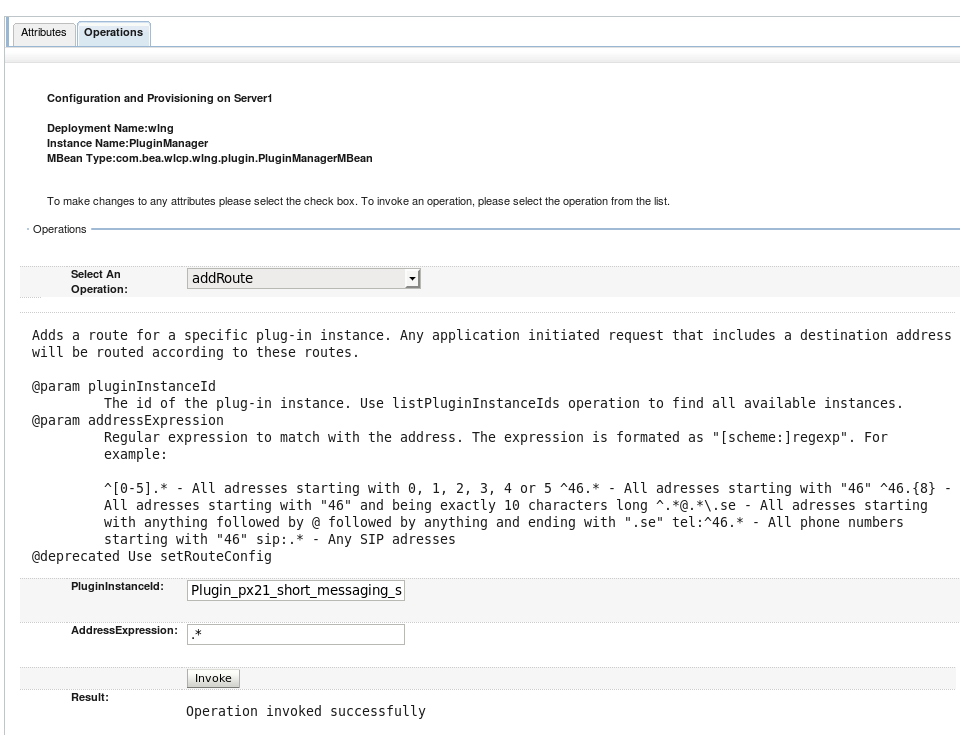 Attributes
Operations
Configuration and Provisioning on Server1
Deployment Name:wlng
Instance Name:PluginManager
MBean Type:com.bea.wlcp.wlng.plugin.PluginManagerMBean
To make changes to any attributes please select the check box. To invoke an operation, please select the operation from the list.
Operations
Select An
Operation:
addRoute
Adds a route for a specific plug-in instance. Any application initiated request that includes a destination address
will be routed according to these routes.
@param pluginInstanceId
The id of the plug-in instance. Use listPluginInstanceIds operation to find all available instances.
@param addressExpression
Regular expression to match with the address. The expression is formated as "[scheme:]regexp". For
example:
^[0-5].* - All adresses starting with 0, 1, 2, 3, 4 or 5 ^46.* - All adresses starting with "46" ^46.{8} -
All adresses starting with "46" and being exactly 10 characters long ^.*@.*\.se - All adresses starting
with anything followed by @ followed by anything and ending with ".se" tel:^46.* - All phone numbers
starting with "46" sip:.* - Any SIP adresses
@deprecated Use setRouteConfig
PluginInstanceId:
Plugin_px21_short_messaging_s
AddressExpression:
.*
Invoke
Result:
Operation invoked successfully